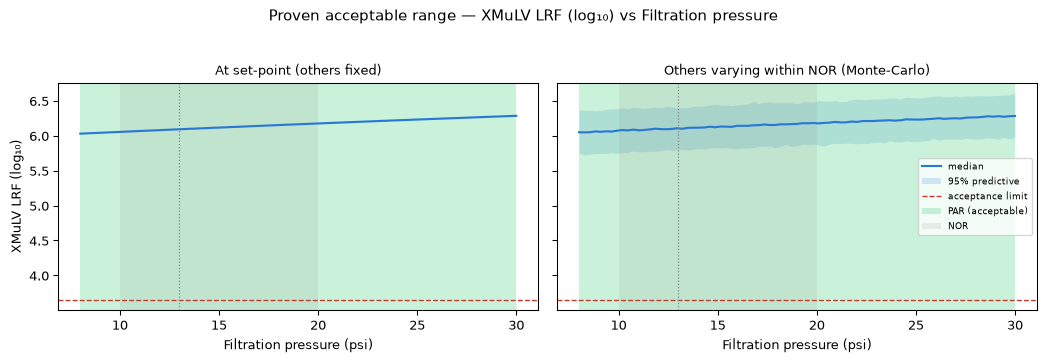 Proven acceptable range — XMuLV LRF (log₁₀) vs Filtration pressure
At set-point (others fixed)
XMuLV LRF (log₁₀)
6.5
6.0
5.5
5.0
4.5
4.0
10
15
20
25
30
Filtration pressure (psi)
Others varying within NOR (Monte-Carlo)
median
95% predictive
acceptance limit
PAR (acceptable)
NOR
10
15
20
25
30
Filtration pressure (psi)